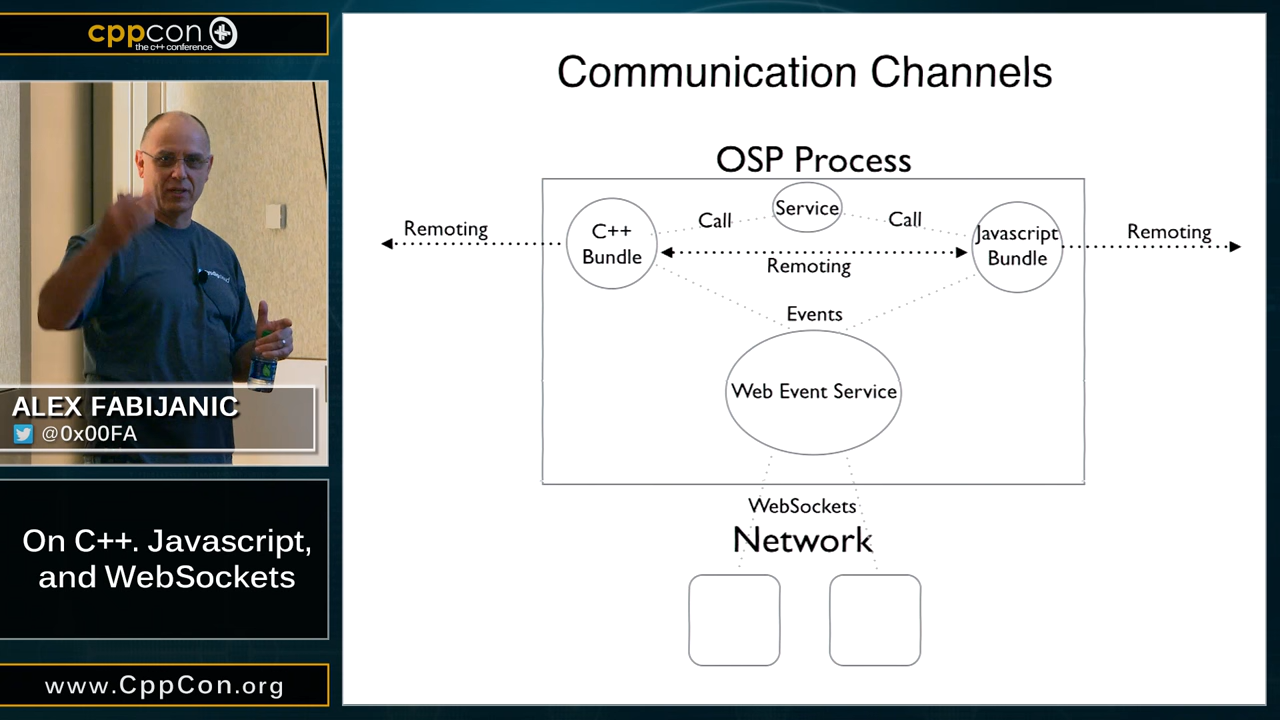 cppcon
the c++ conference
ALEX FABIJANIC
@0x00FA
On C++. Javascript,
and WebSockets
www.CppCon.org
Communication Channels
OSP Process
Remoting
C++
Bundle
Call
Service
Call
Javascript
Bundle
Remoting
Remoting
Events
Web Event Service
WebSockets
Network